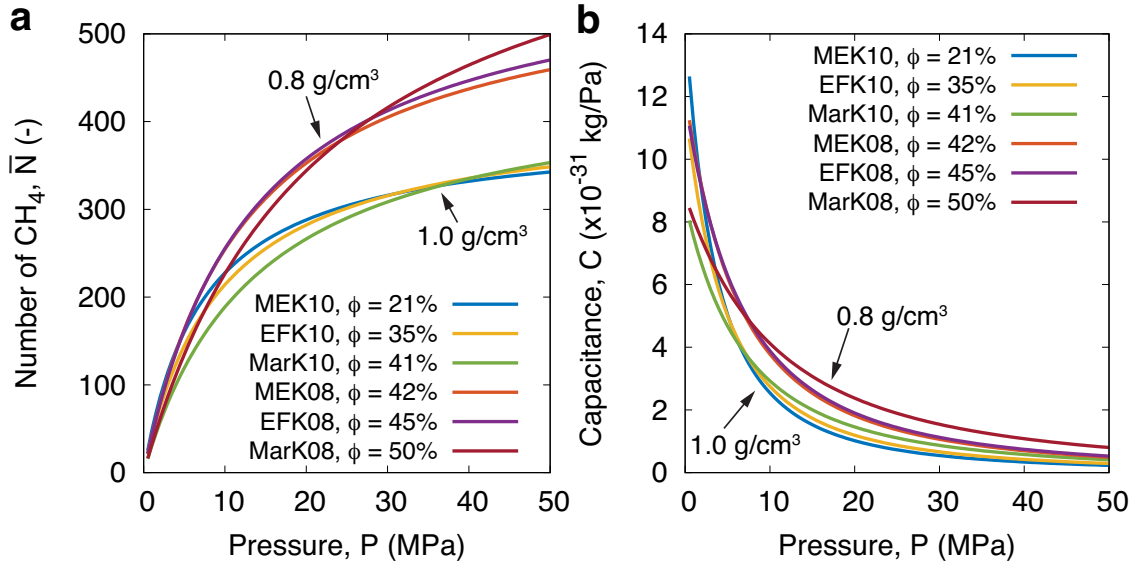 a
Number of CH₄, N̅ (-)
500
400
300
200
100
0
0.8 g/cm³
1.0 g/cm³
MEK10, ϕ = 21%
EFK10, ϕ = 35%
MarK10, ϕ = 41%
MEK08, ϕ = 42%
EFK08, ϕ = 45%
MarK08, ϕ = 50%
0 10 20 30 40 50
Pressure, P (MPa)
b
Capacitance, C (x10⁻³¹ kg/Pa)
14
12
10
8
6
4
2
0
MEK10, ϕ = 21%
EFK10, ϕ = 35%
MarK10, ϕ = 41%
MEK08, ϕ = 42%
EFK08, ϕ = 45%
MarK08, ϕ = 50%
0.8 g/cm³
1.0 g/cm³
0 10 20 30 40 50
Pressure, P (MPa)